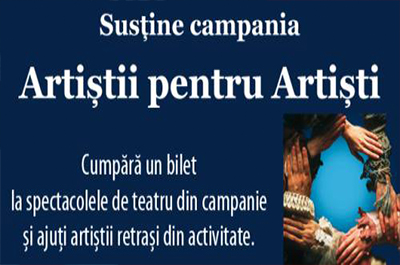 Susține campania
Artiștii pentru Artiști
Cumpără un bilet
la spectacolele de teatru din campanie
și ajuți artiștii retrași din activitate.